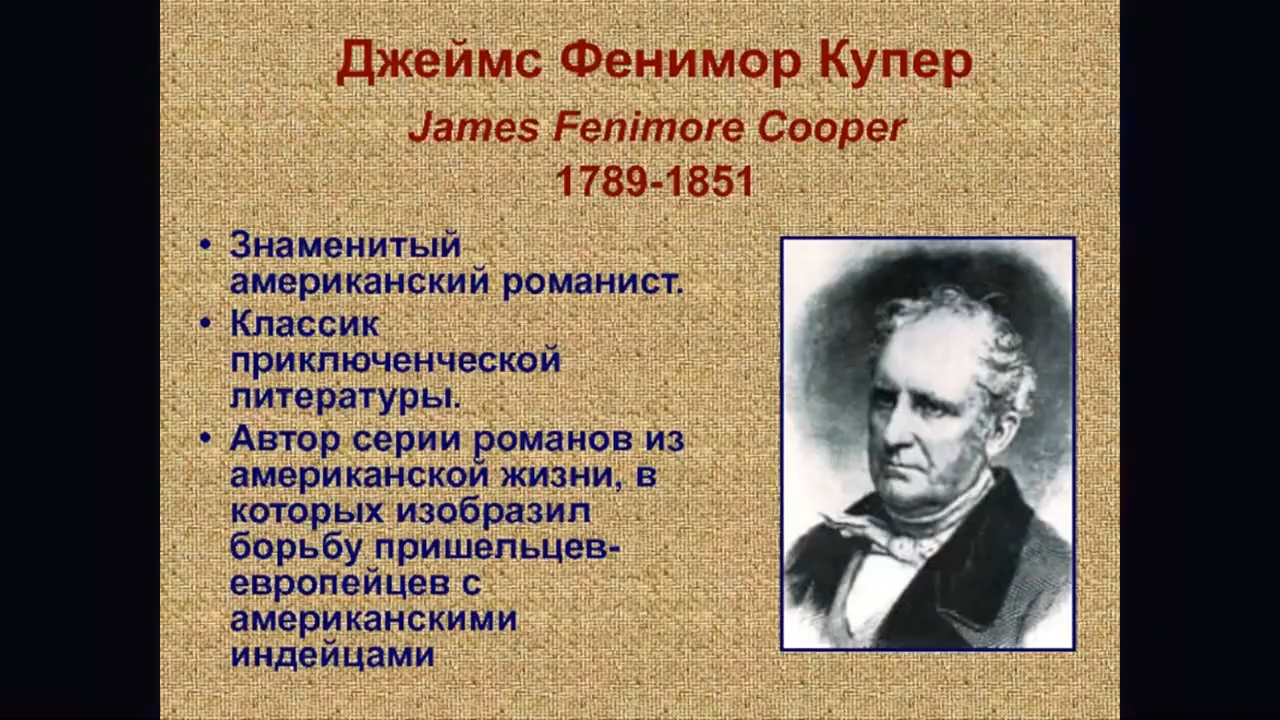 Джеймс Фенимор Купер
James Fenimore Cooper
1789-1851
• Знаменитый
американский романист.
• Классик
приключенческой
литературы.
• Автор серии романов из
американской жизни, в
которых изобразил
борьбу пришельцев-
европейцев с
американскими
индейцами